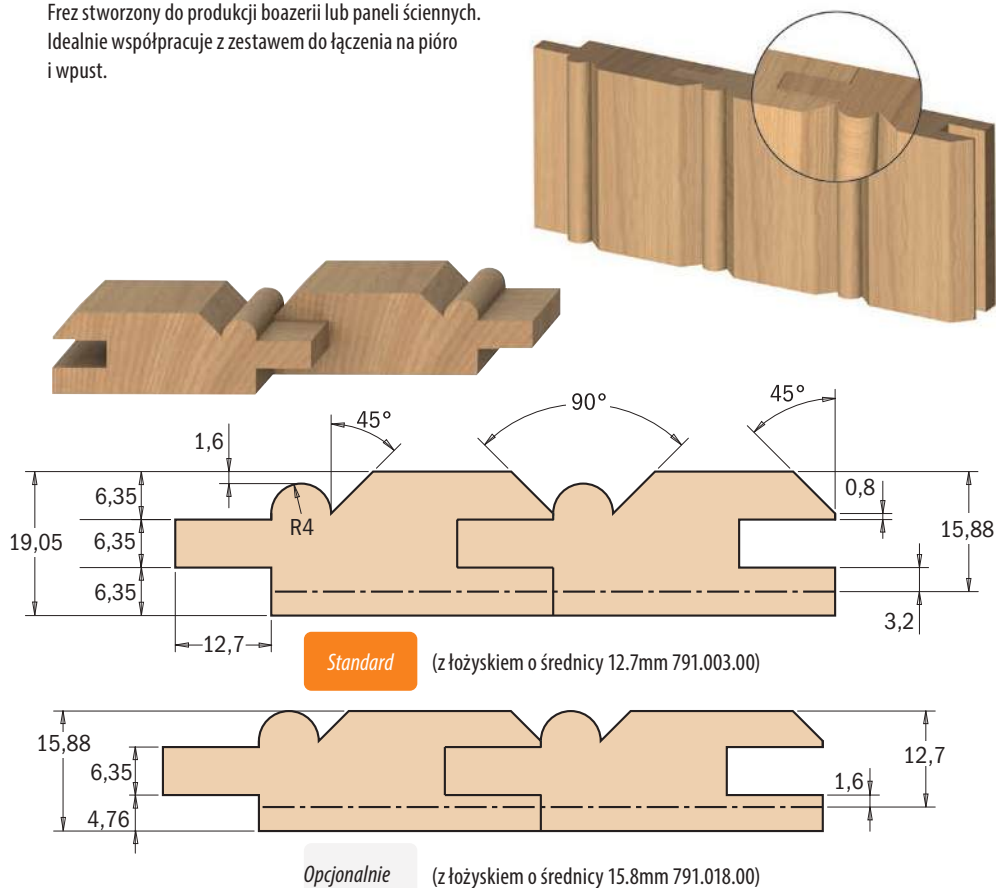 Frez stworzony do produkcji boazerii lub paneli ściennych.
Idealnie współpracuje z zestawem do łączenia na pióro
i wpust.
45° 90° 45°
1,6
6,35 0,8
R4
19,05 6,35 15,88
6,35
3,2
12,7
Standard (z łożyskiem o średnicy 12.7mm 791.003.00)
15,88
12,7
6,35 1,6
4,76
Opcjonalnie (z łożyskiem o średnicy 15.8mm 791.018.00)